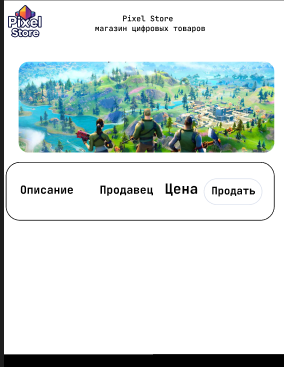 Pixel
Store
Pixel Store
магазин цифровых товаров
Описание Продавец Цена Продать